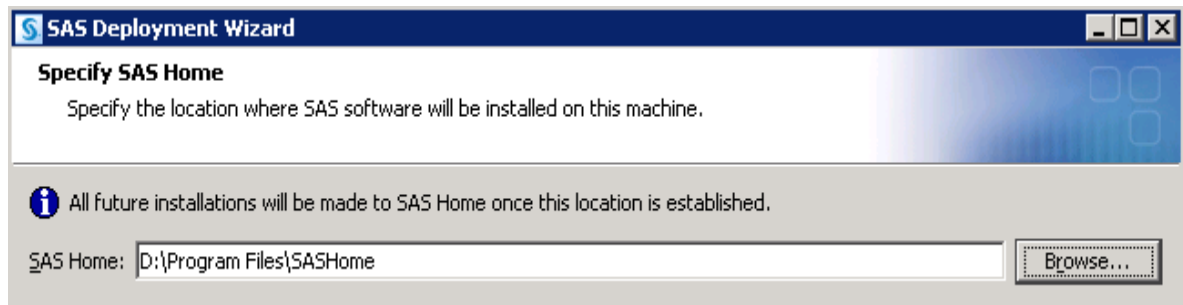 SAS Deployment Wizard
Specify SAS Home
Specify the location where SAS software will be installed on this machine.
All future installations will be made to SAS Home once this location is established.
SAS Home: D:\Program Files\SASHome Browse...